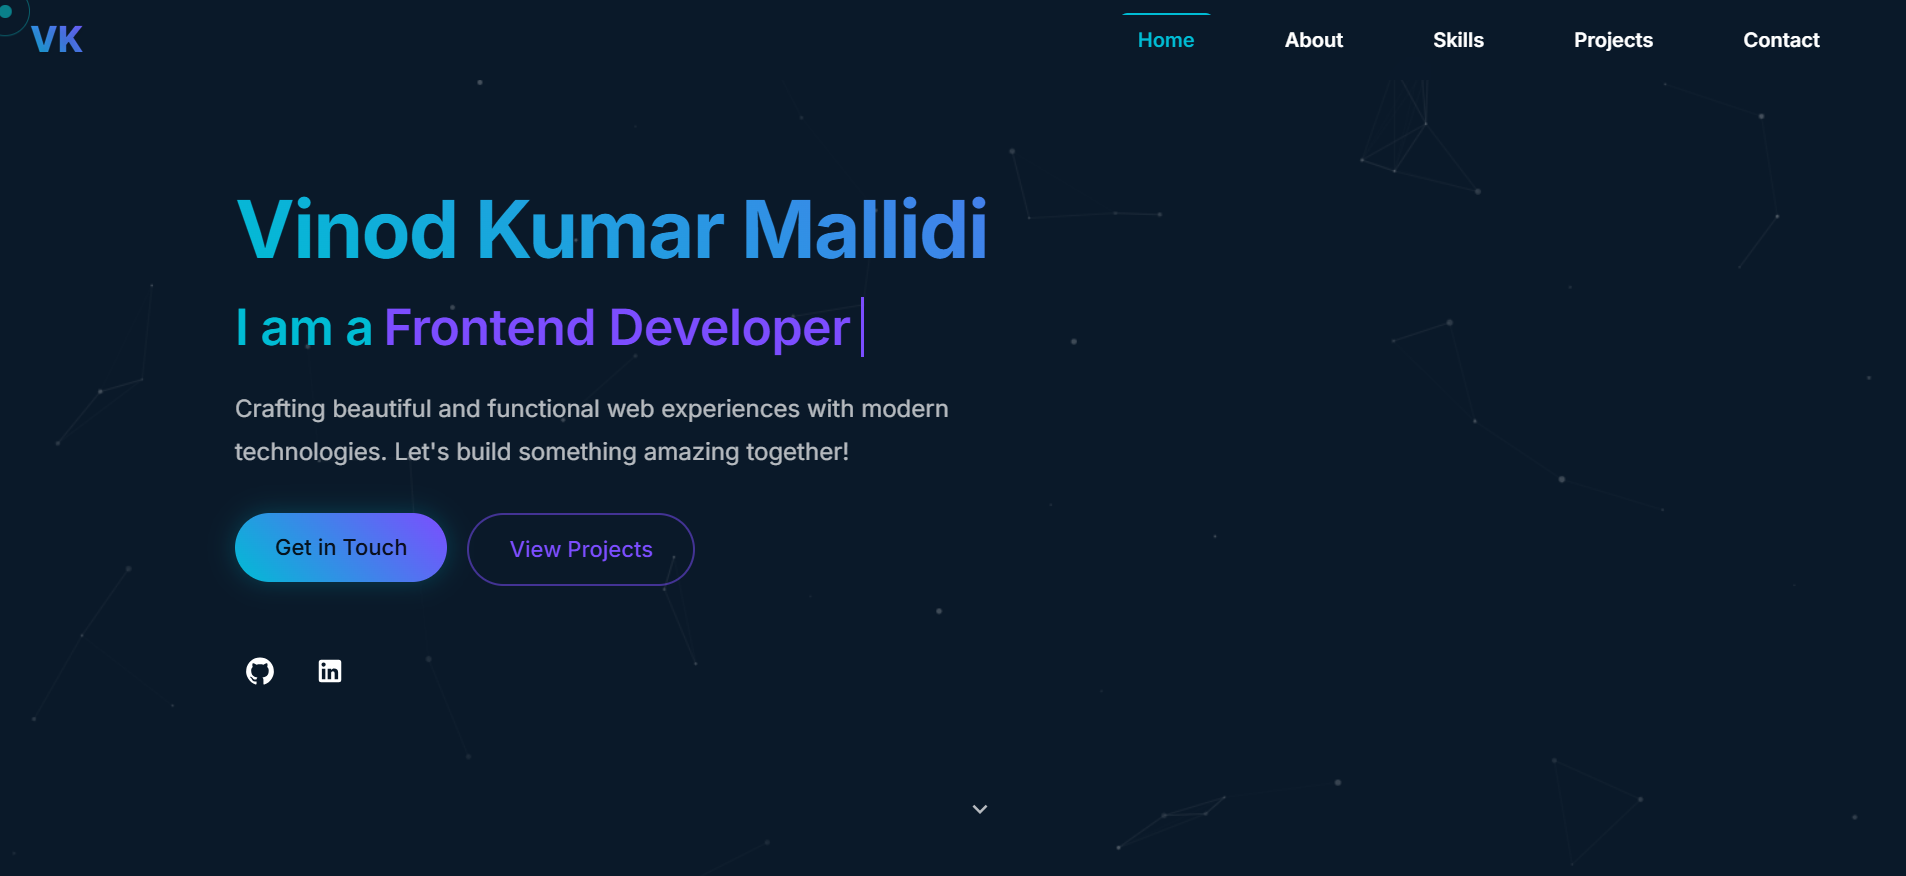 VK
Home
About
Skills
Projects
Contact
Vinod Kumar Mallidi
I am a Frontend Developer
Crafting beautiful and functional web experiences with modern
technologies. Let's build something amazing together!
Get in Touch
View Projects
in